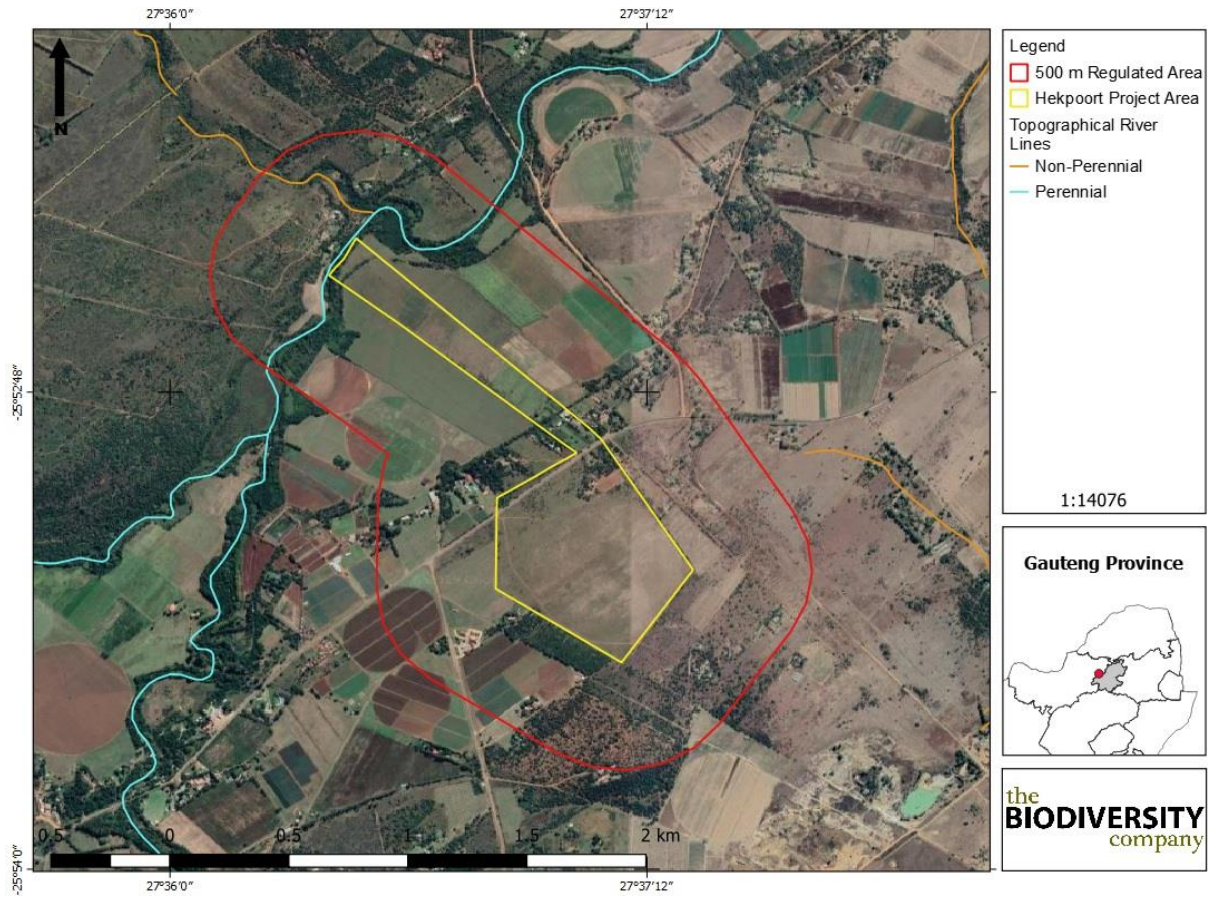 27°36′0″
27°37′12″
N
-25°52′48″
-25°54′0″
0.5
0
0.5
1
1.5
2 km
27°36′0″
27°37′12″
Legend
500 m Regulated Area
Hekpoort Project Area
Topographical River
Lines
Non-Perennial
Perennial
1:14076
Gauteng Province
the
BIODIVERSITY
company